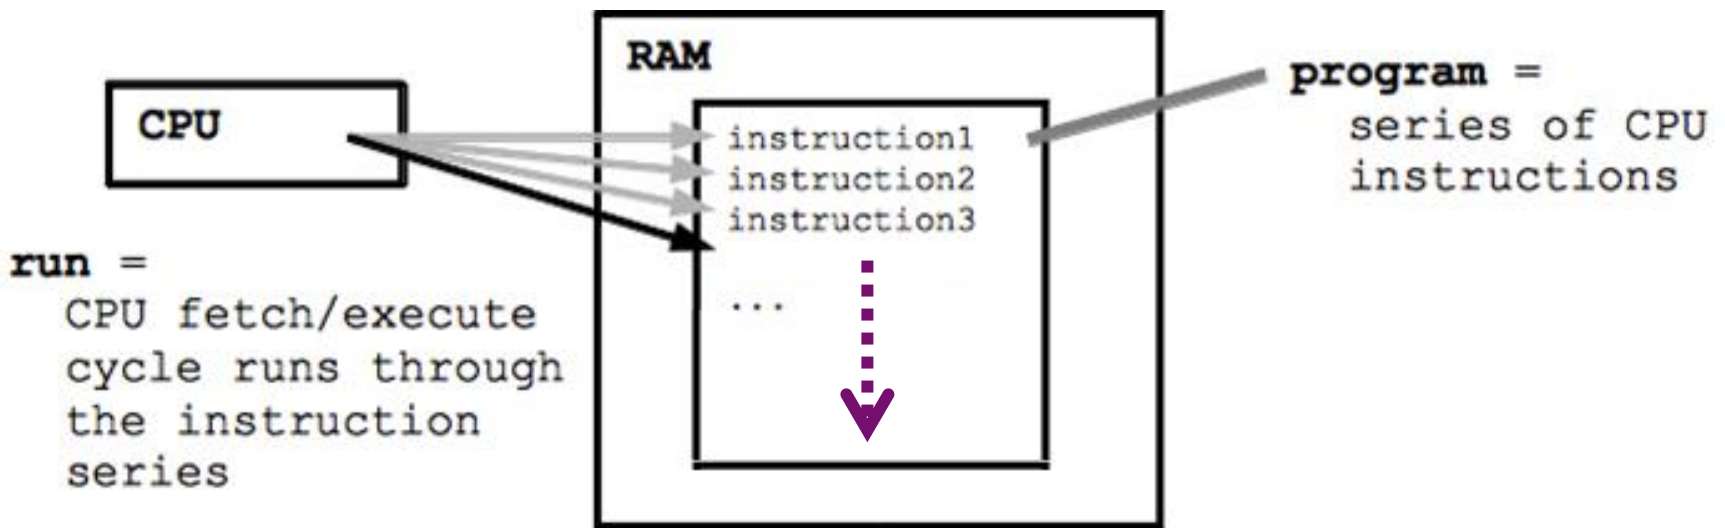 RAM
CPU
instruction1
instruction2
instruction3
...
program =
series of CPU
instructions
run =
CPU fetch/execute
cycle runs through
the instruction
series